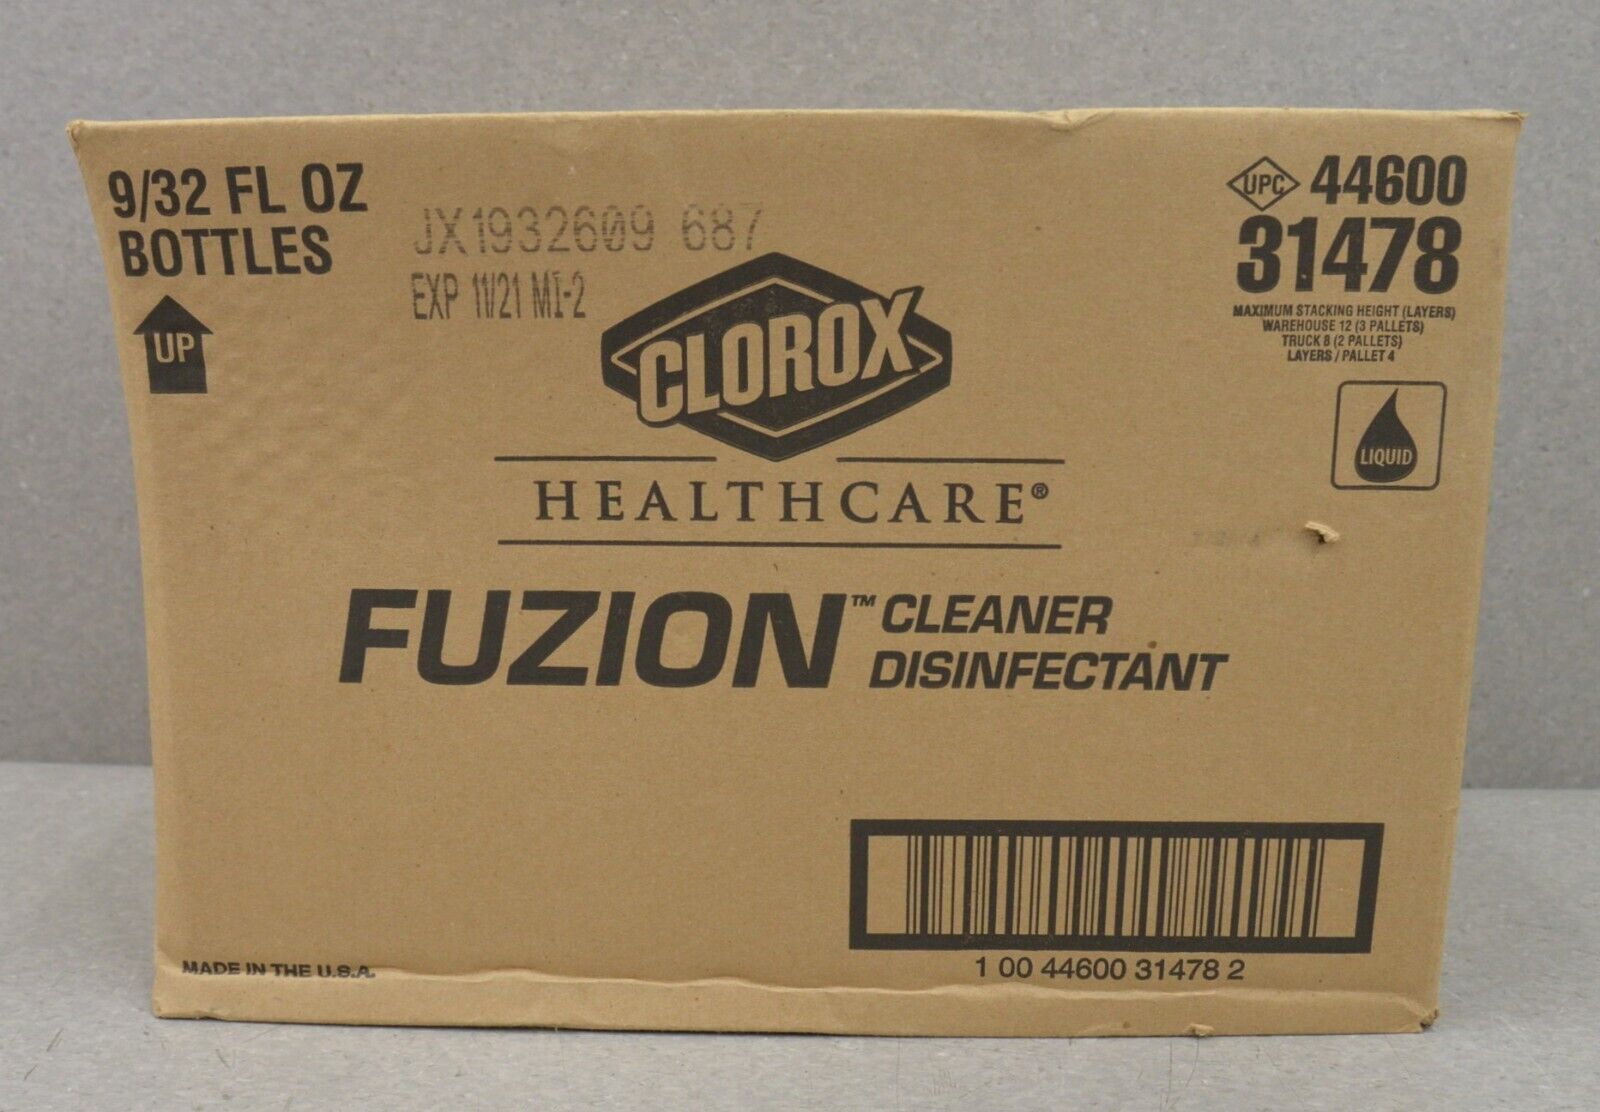 9/32 FL OZ
BOTTLES
UP
JX1932609 687
EXP 11/21 MI-2
CLOROX
HEALTHCARE®
FUZION™ CLEANER
DISINFECTANT
UPC 44600
31478
MAXIMUM STACKING HEIGHT (LAYERS)
WAREHOUSE 12 (3 PALLETS)
TRUCK 8 (2 PALLETS)
LAYERS / PALLET 4
LIQUID
MADE IN THE U.S.A.
1 00 44600 31478 2